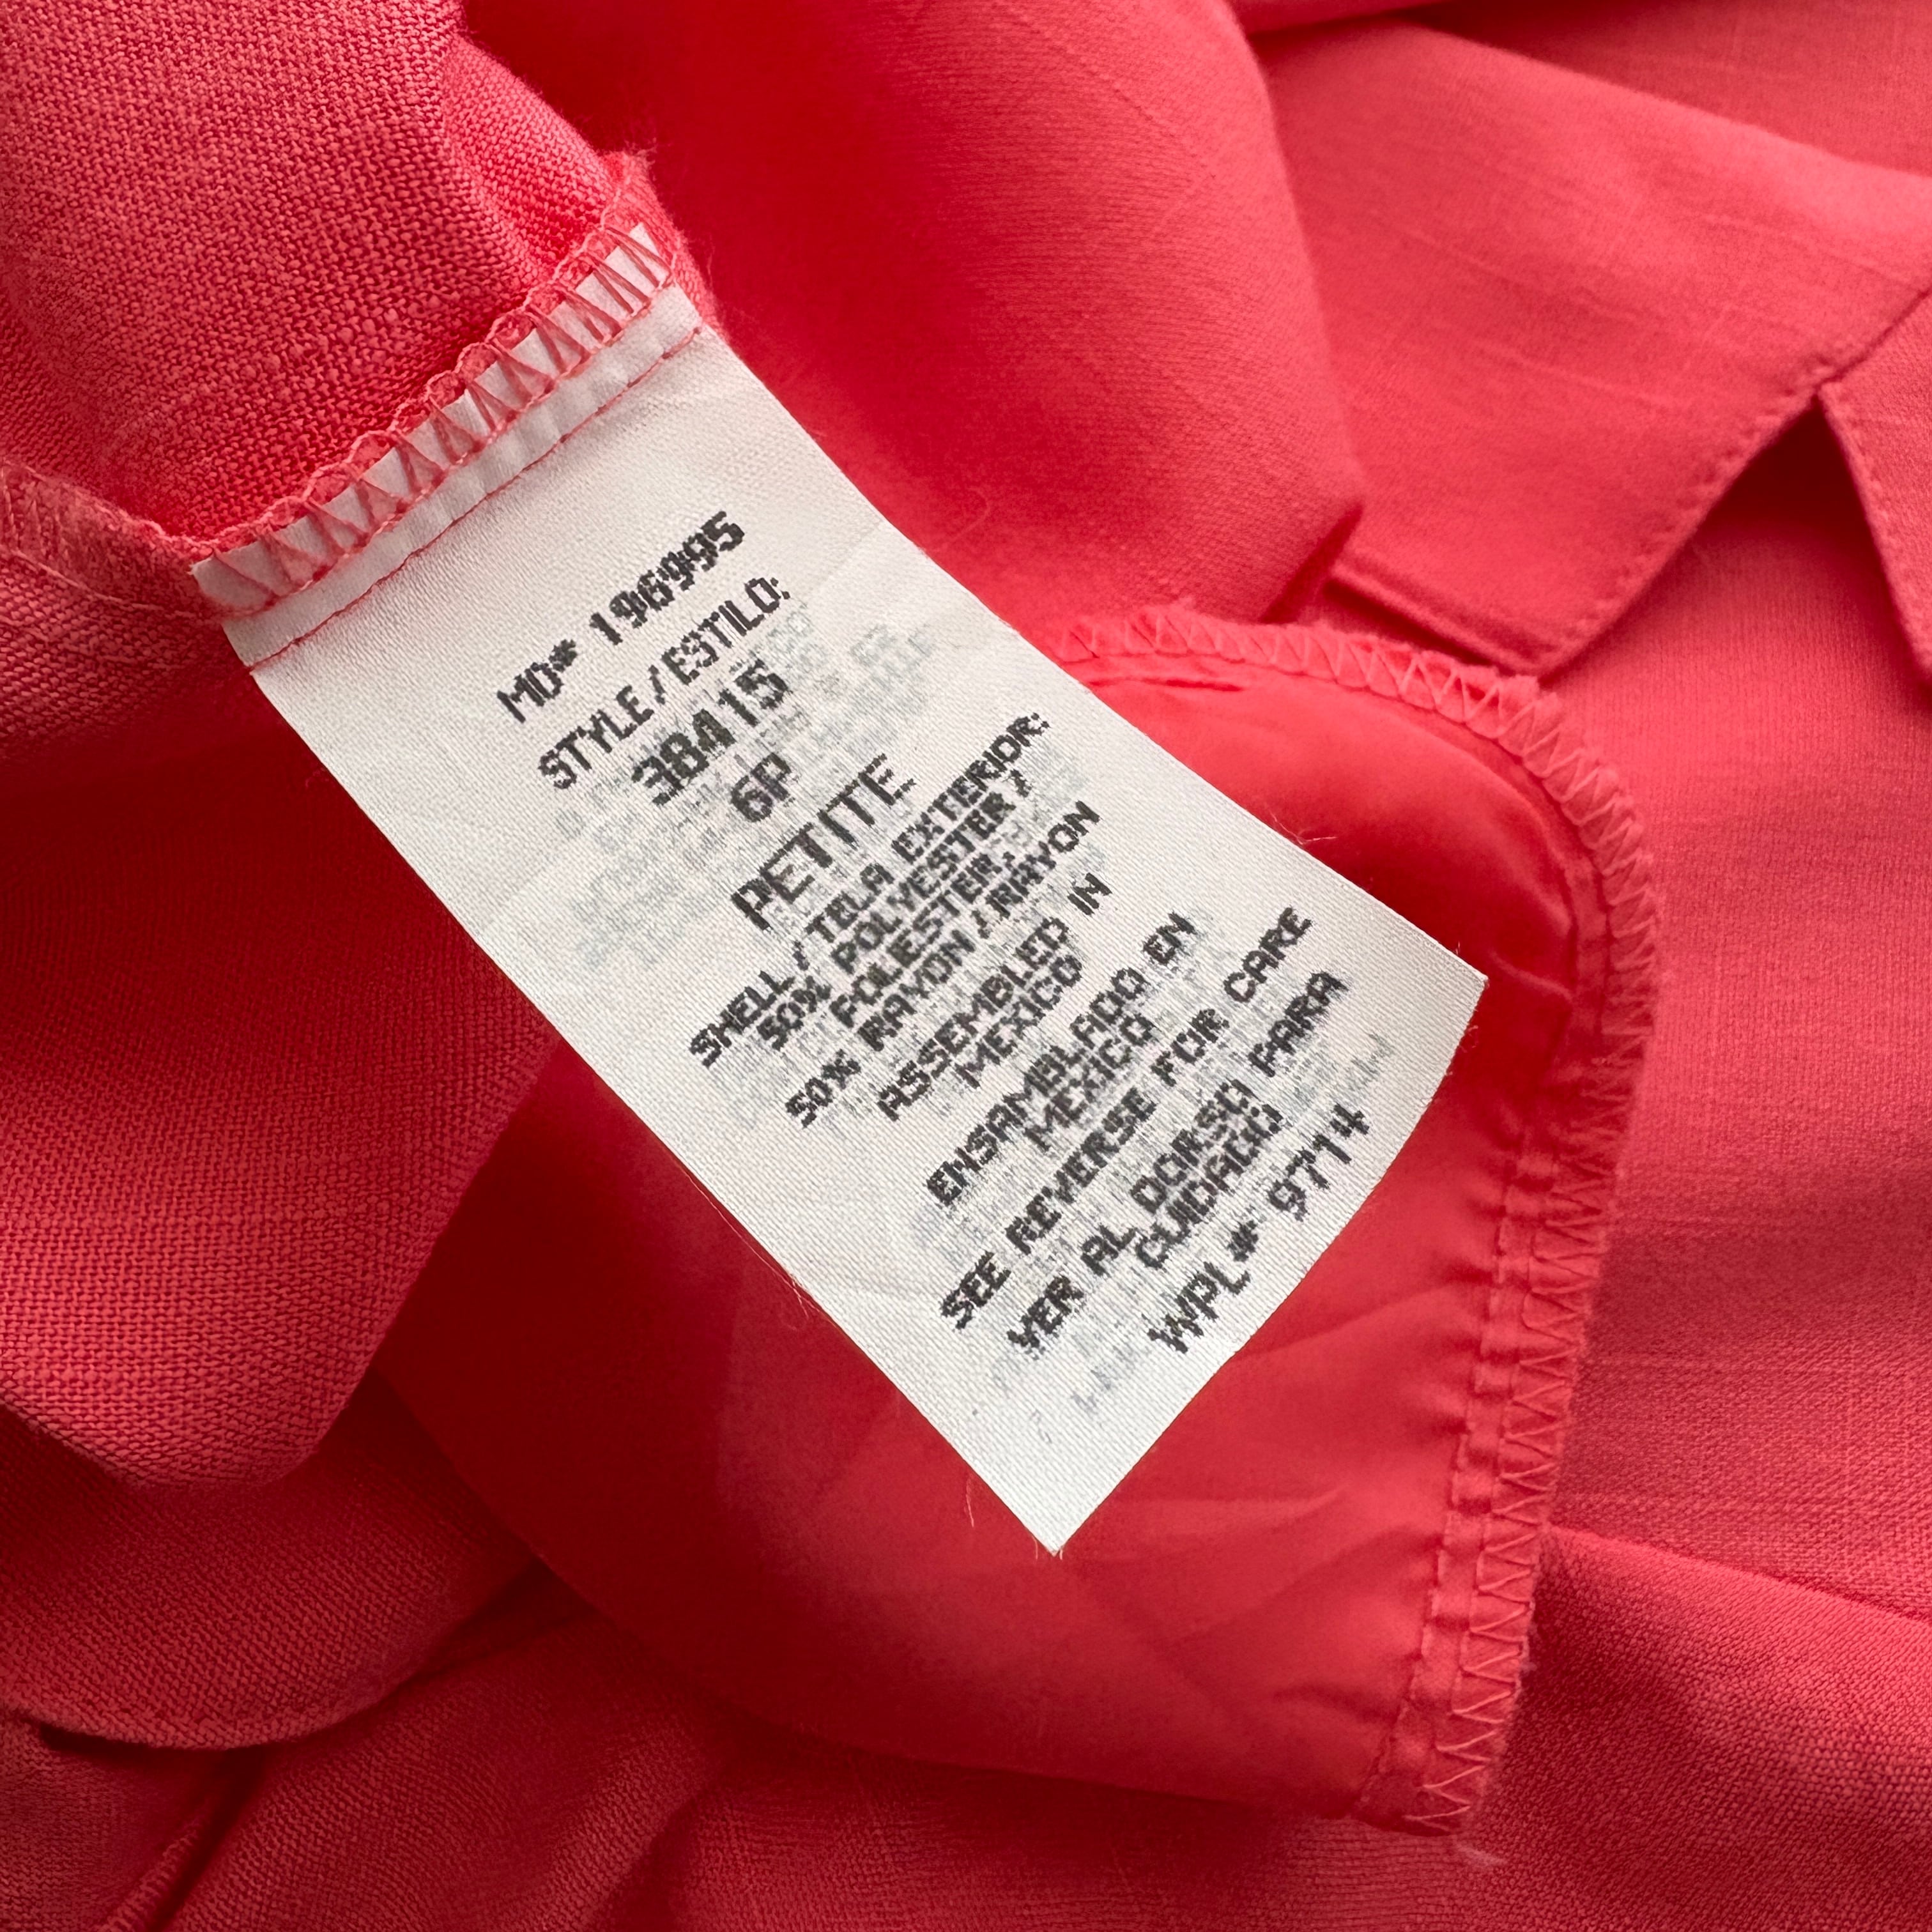 MO# 196995
STYLE/ESTILO:
38415
6P
PETITE
SHELL/TELA EXTERIOR:
50% POLYESTER/
POLIESTER,
50% RAYON/RAYON
ASSEMBLED IN
MEXICO
ENSAMBLADO EN
MEXICO
SEE REVERSE FOR CARE
VER AL DORSO PARA
CUIDADO
WPL# 9714